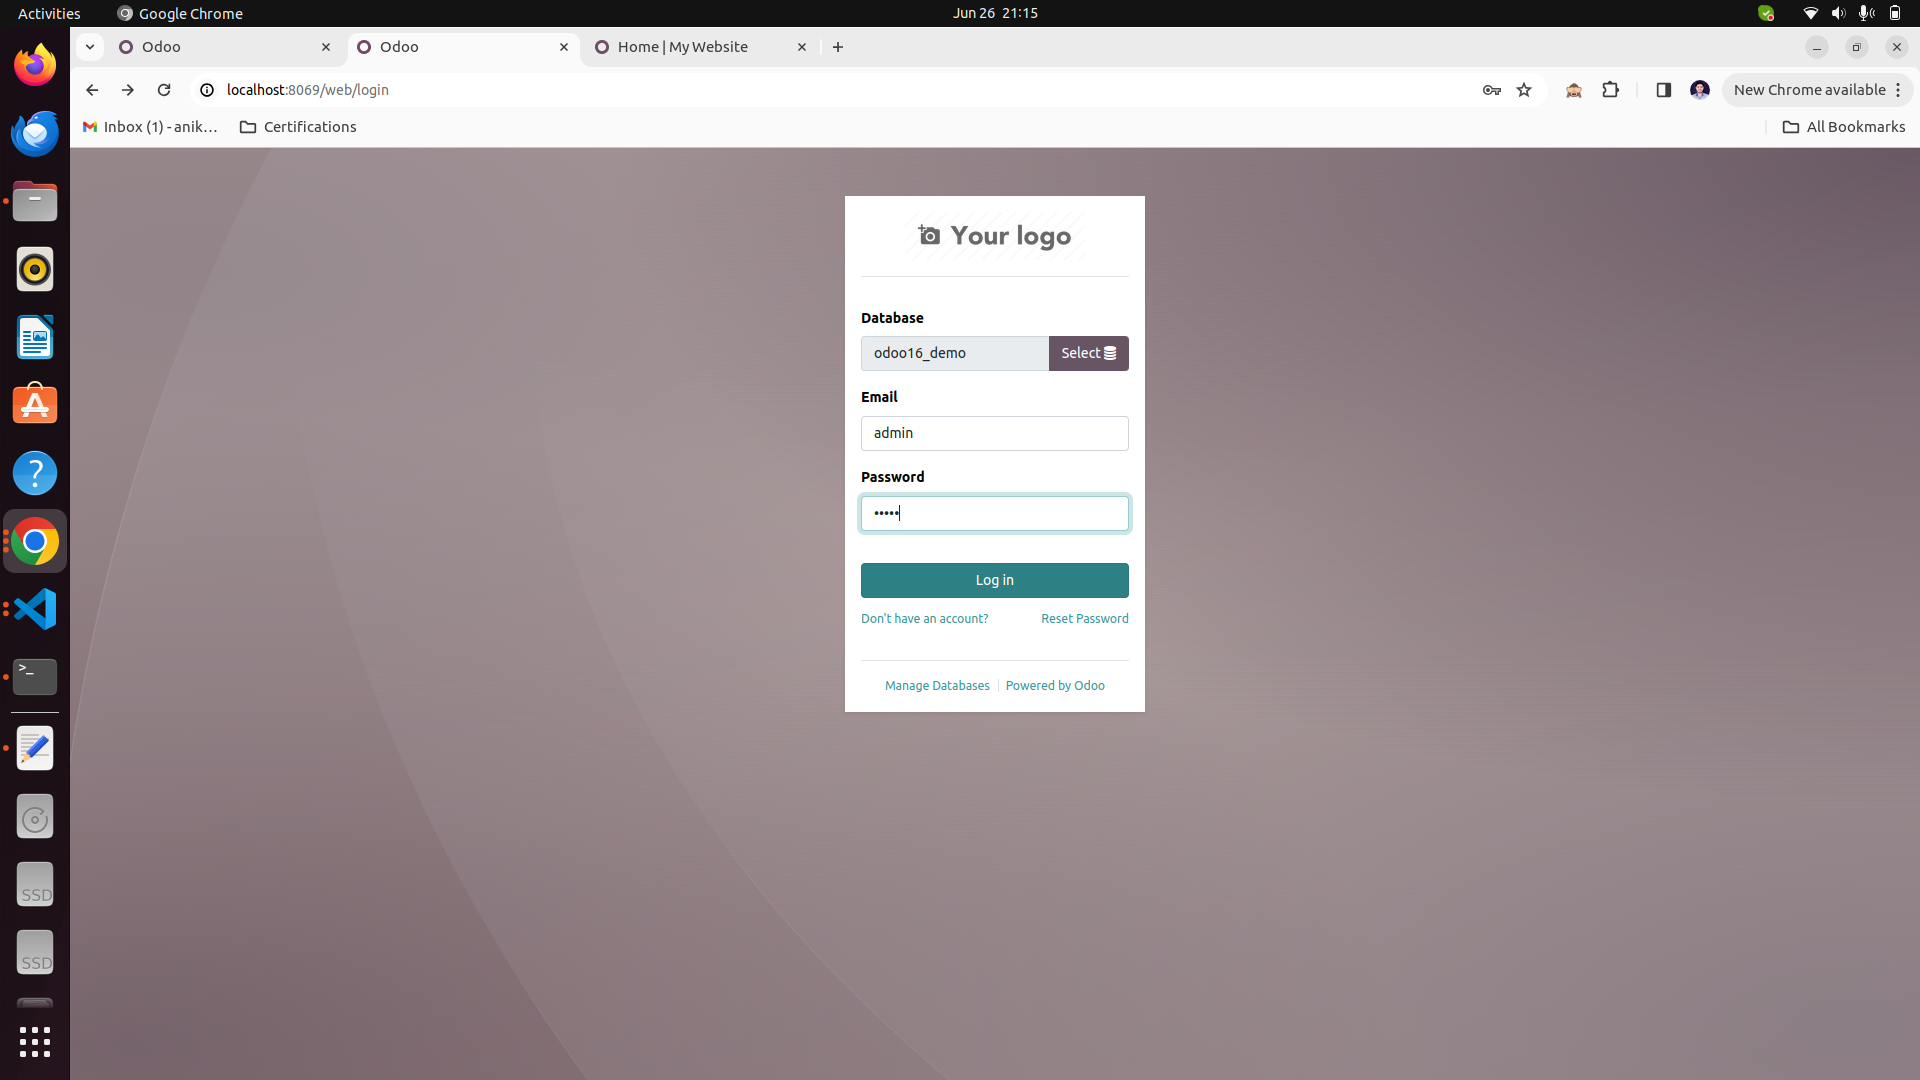 Activities
Google Chrome
Jun 26 21:15
Odoo
Odoo
Home | My Website
localhost:8069/web/login
New Chrome available
Inbox (1) - anik...
Certifications
All Bookmarks
Your logo
Database
odoo16_demo
Select
Email
admin
Password
•••••
Log in
Don't have an account?
Reset Password
Manage Databases
Powered by Odoo
>_
?
SSD
SSD